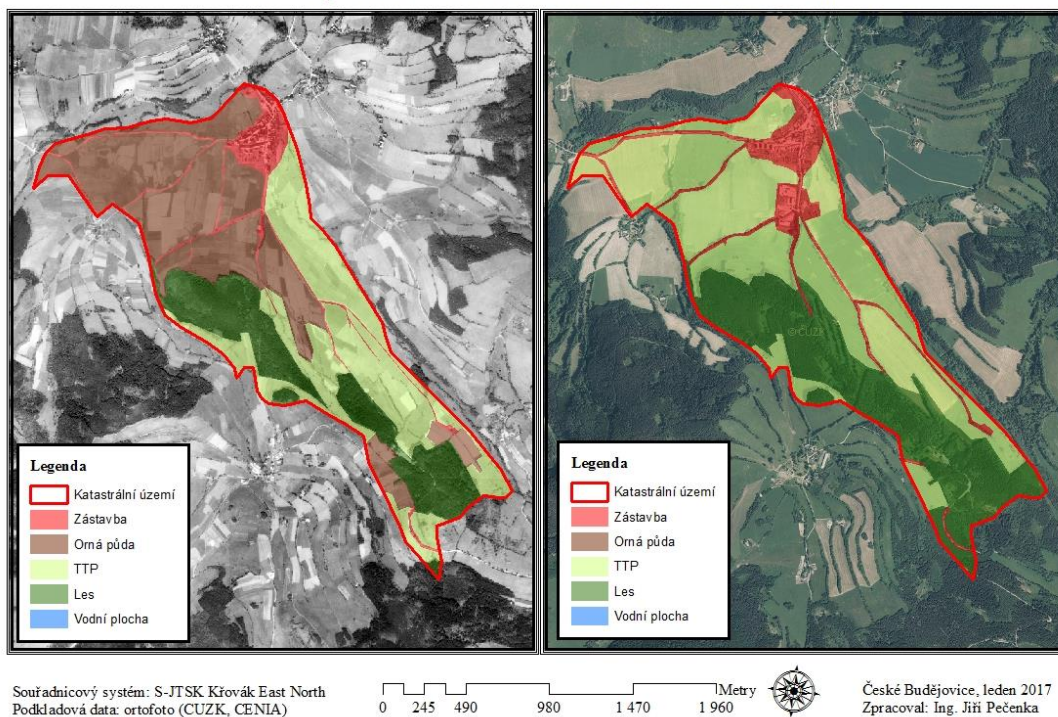 Legenda
Katastrální území
Zástavba
Orná půda
TTP
Les
Vodní plocha
©ČÚZK
Legenda
Katastrální území
Zástavba
Orná půda
TTP
Les
Vodní plocha
Souřadnicový systém: S-JTSK Křovák East North
Podkladová data: ortofoto (CUZK, CENIA)
Metry
0 245 490 980 1 470 1 960
České Budějovice, leden 2017
Zpracoval: Ing. Jiří Pečenka